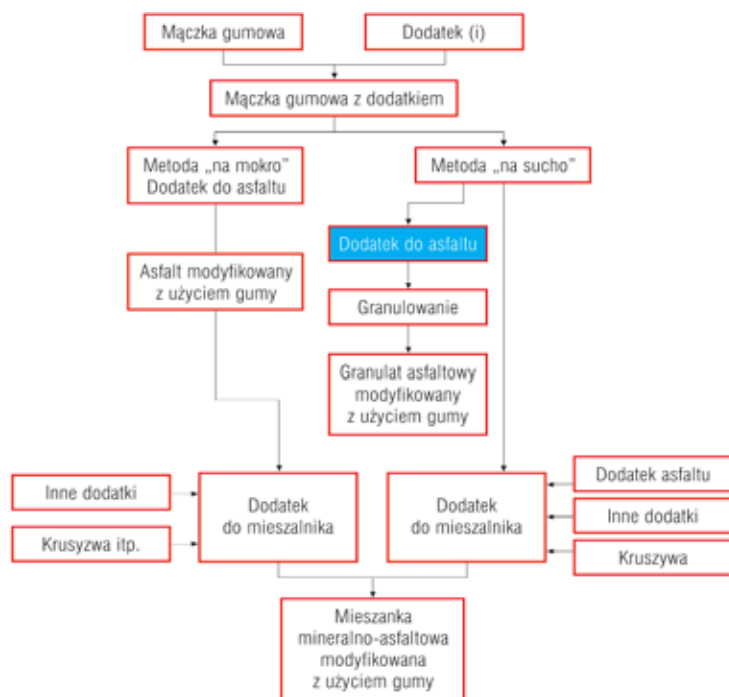 Mączka gumowa
Dodatek (i)
Mączka gumowa z dodatkiem
Metoda „na mokro”
Dodatek do asfaltu
Metoda „na sucho”
Dodatek do asfaltu
Asfalt modyfikowany
z użyciem gumy
Granulowanie
Granulat asfaltowy
modyfikowany
z użyciem gumy
Inne dodatki
Krusyzwa itp.
Dodatek
do mieszalnika
Dodatek
do mieszalnika
Dodatek asfaltu
Inne dodatki
Kruszywa
Mieszanka
mineralno-asfaltowa
modyfikowana
z użyciem gumy